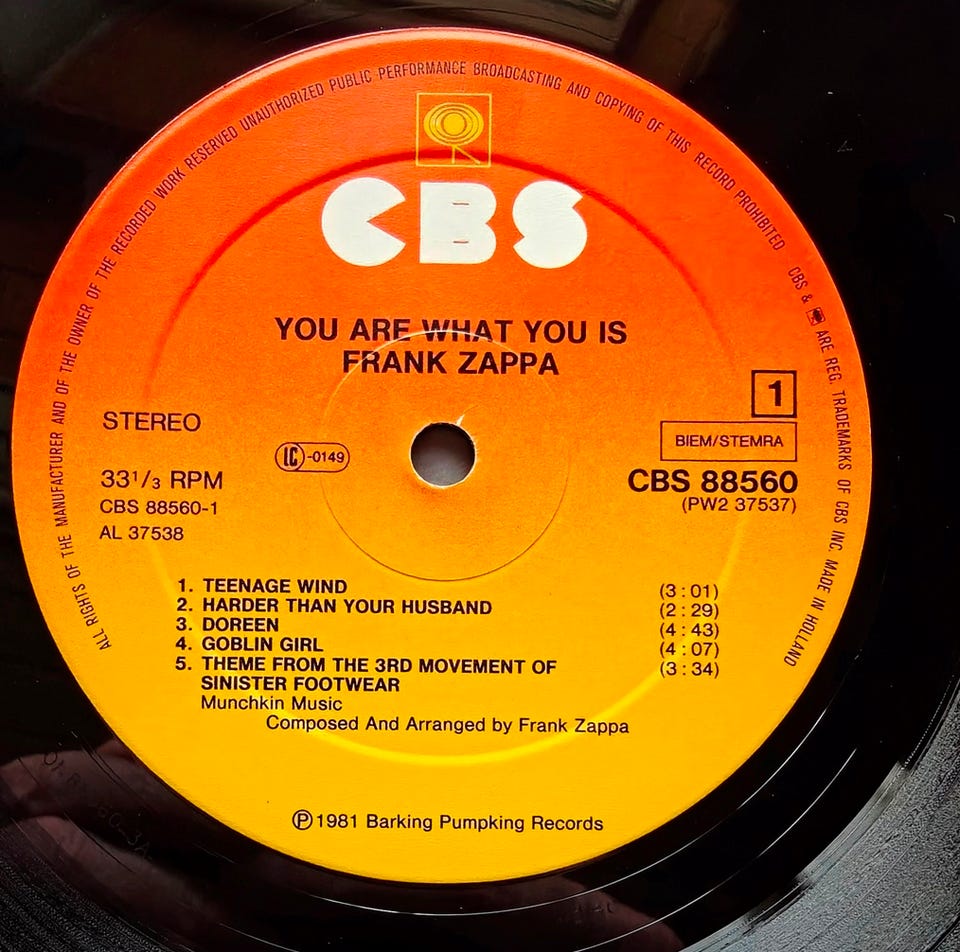 ALL RIGHTS OF THE MANUFACTURER AND OF THE OWNER OF THE RECORDED WORK RESERVED UNAUTHORIZED PUBLIC PERFORMANCE BROADCASTING AND COPYING OF THIS RECORD PROHIBITED CBS & ARE REG. TRADEMARKS OF CBS INC. MADE IN HOLLAND
CBS
YOU ARE WHAT YOU IS
FRANK ZAPPA
1
STEREO
BIEM/STEMRA
LC-0149
33 1/3 RPM
CBS 88560
CBS 88560-1
(PW2 37537)
AL 37538
1. TEENAGE WIND (3 : 01)
2. HARDER THAN YOUR HUSBAND (2 : 29)
3. DOREEN (4 : 43)
4. GOBLIN GIRL (4 : 07)
5. THEME FROM THE 3RD MOVEMENT OF (3 : 34)
SINISTER FOOTWEAR
Munchkin Music
Composed And Arranged by Frank Zappa
Ⓟ 1981 Barking Pumpking Records